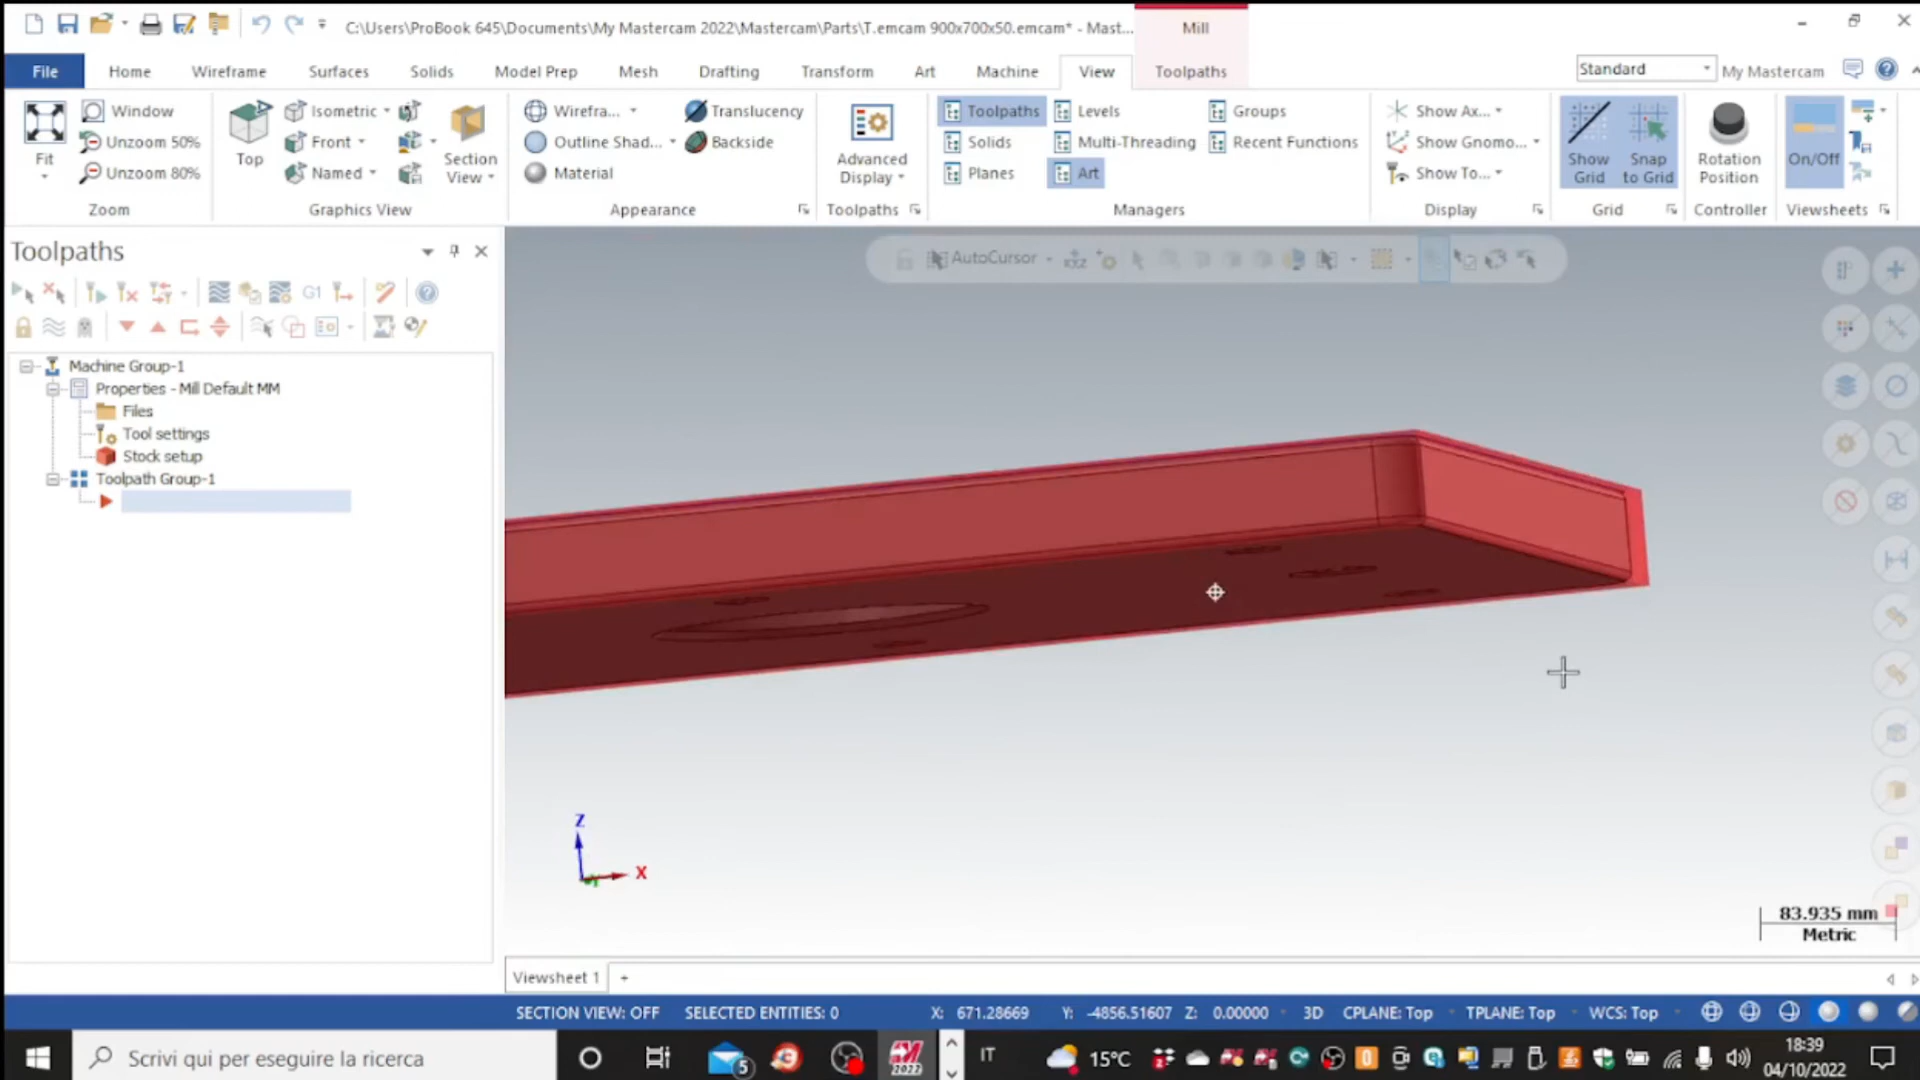 C:\Users\ProBook 645\Documents\My Mastercam 2022\Mastercam\Parts\T.emcam 900x700x50.emcam* - Mast...
Mill
File
Home
Wireframe
Surfaces
Solids
Model Prep
Mesh
Drafting
Transform
Art
Machine
View
Toolpaths
Standard
My Mastercam
Fit
Window
Unzoom 50%
Unzoom 80%
Zoom
Top
Isometric
Front
Named
Section View
Graphics View
Wirefra...
Outline Shad...
Material
Translucency
Backside
Appearance
Advanced Display
Toolpaths
Toolpaths
Solids
Planes
Levels
Multi-Threading
Art
Groups
Recent Functions
Managers
Show Ax...
Show Gnomo...
Show To...
Display
Show Grid
Snap to Grid
Grid
Rotation Position
Controller
On/Off
Viewsheets
Toolpaths
G1
Machine Group-1
Properties - Mill Default MM
Files
Tool settings
Stock setup
Toolpath Group-1
AutoCursor
XYZ
Z
X
83.935 mm
Metric
Viewsheet 1
+
SECTION VIEW: OFF
SELECTED ENTITIES: 0
X: 671.28669
Y: -4856.51607
Z: 0.00000
3D
CPLANE: Top
TPLANE: Top
WCS: Top
Scrivi qui per eseguire la ricerca
5
2022
IT
15°C
18:39
04/10/2022